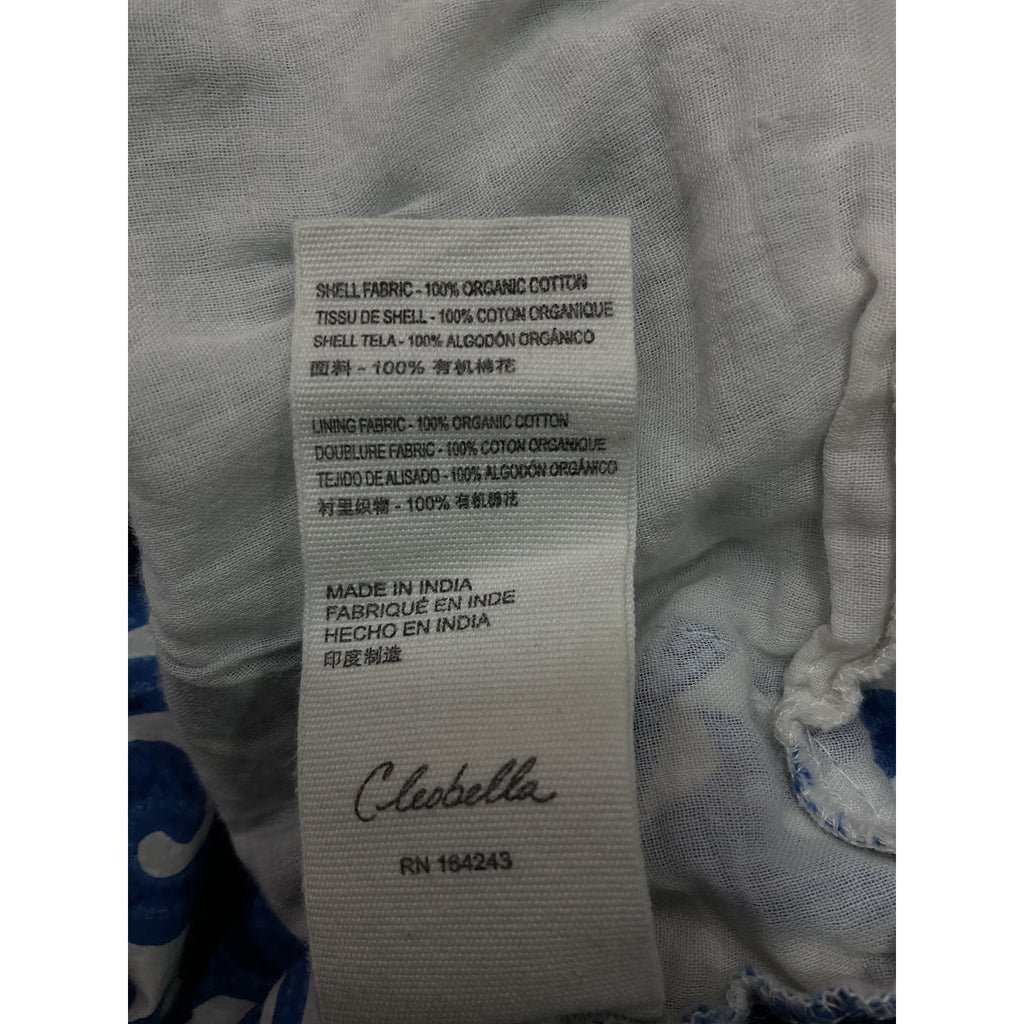 SHELL FABRIC - 100% ORGANIC COTTON
TISSU DE SHELL - 100% COTON ORGANIQUE
SHELL TELA - 100% ALGODÓN ORGÁNICO
面料 - 100% 有机棉花
LINING FABRIC - 100% ORGANIC COTTON
DOUBLURE FABRIC - 100% COTON ORGANIQUE
TEJIDO DE ALISADO - 100% ALGODÓN ORGÁNICO
衬里织物 - 100% 有机棉花
MADE IN INDIA
FABRIQUÉ EN INDE
HECHO EN INDIA
印度制造
Cleobella
RN 164243